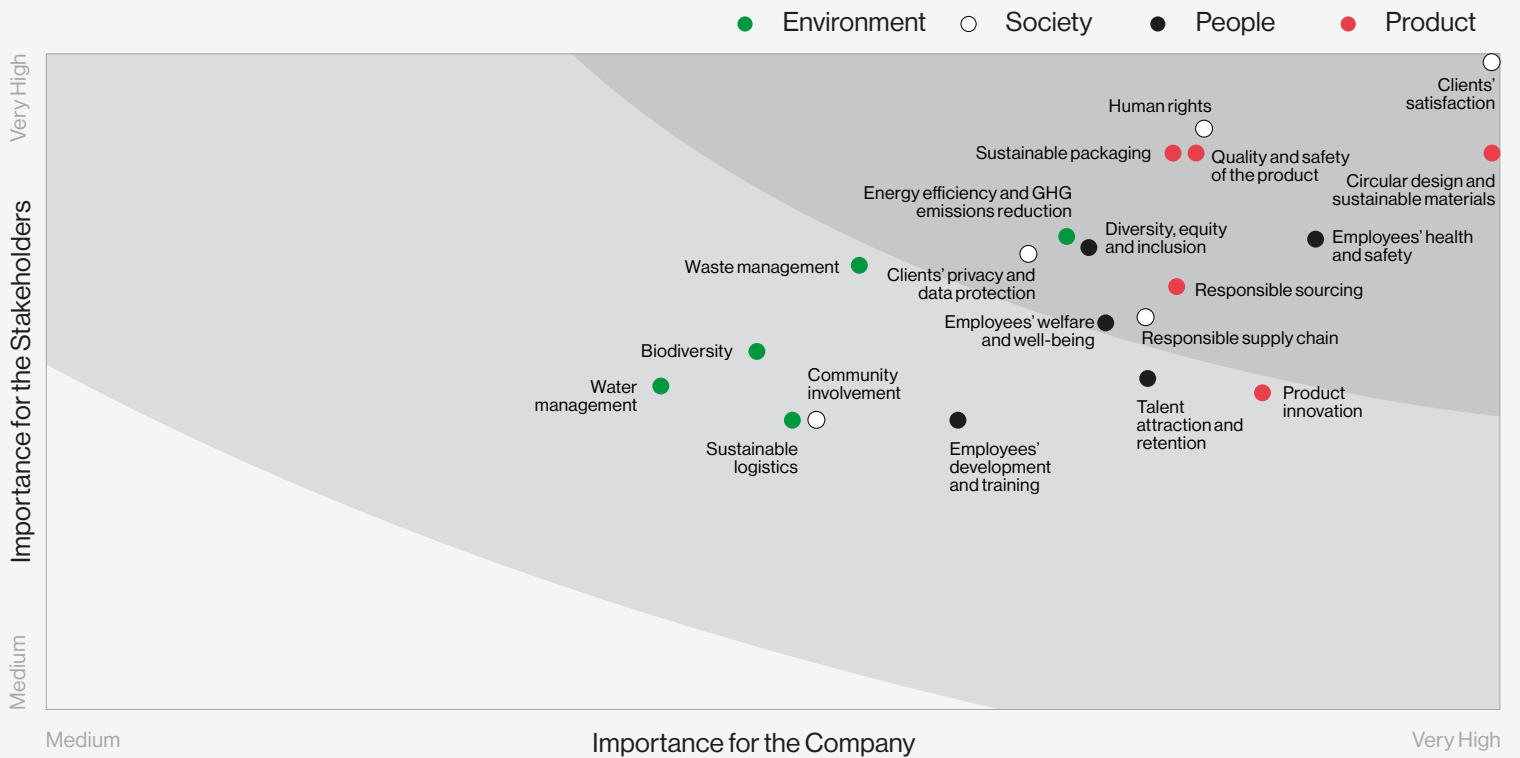 Environment
Society
People
Product
Very High
Importance for the Stakeholders
Medium
Clients'
satisfaction
Human rights
Sustainable packaging
Quality and safety
of the product
Circular design and
sustainable materials
Energy efficiency and GHG
emissions reduction
Diversity, equity
and inclusion
Employees' health
and safety
Waste management
Clients' privacy and
data protection
Responsible sourcing
Employees' welfare
and well-being
Responsible supply chain
Biodiversity
Water
management
Community
involvement
Talent
attraction and
retention
Product
innovation
Sustainable
logistics
Employees'
development
and training
Medium
Importance for the Company
Very High